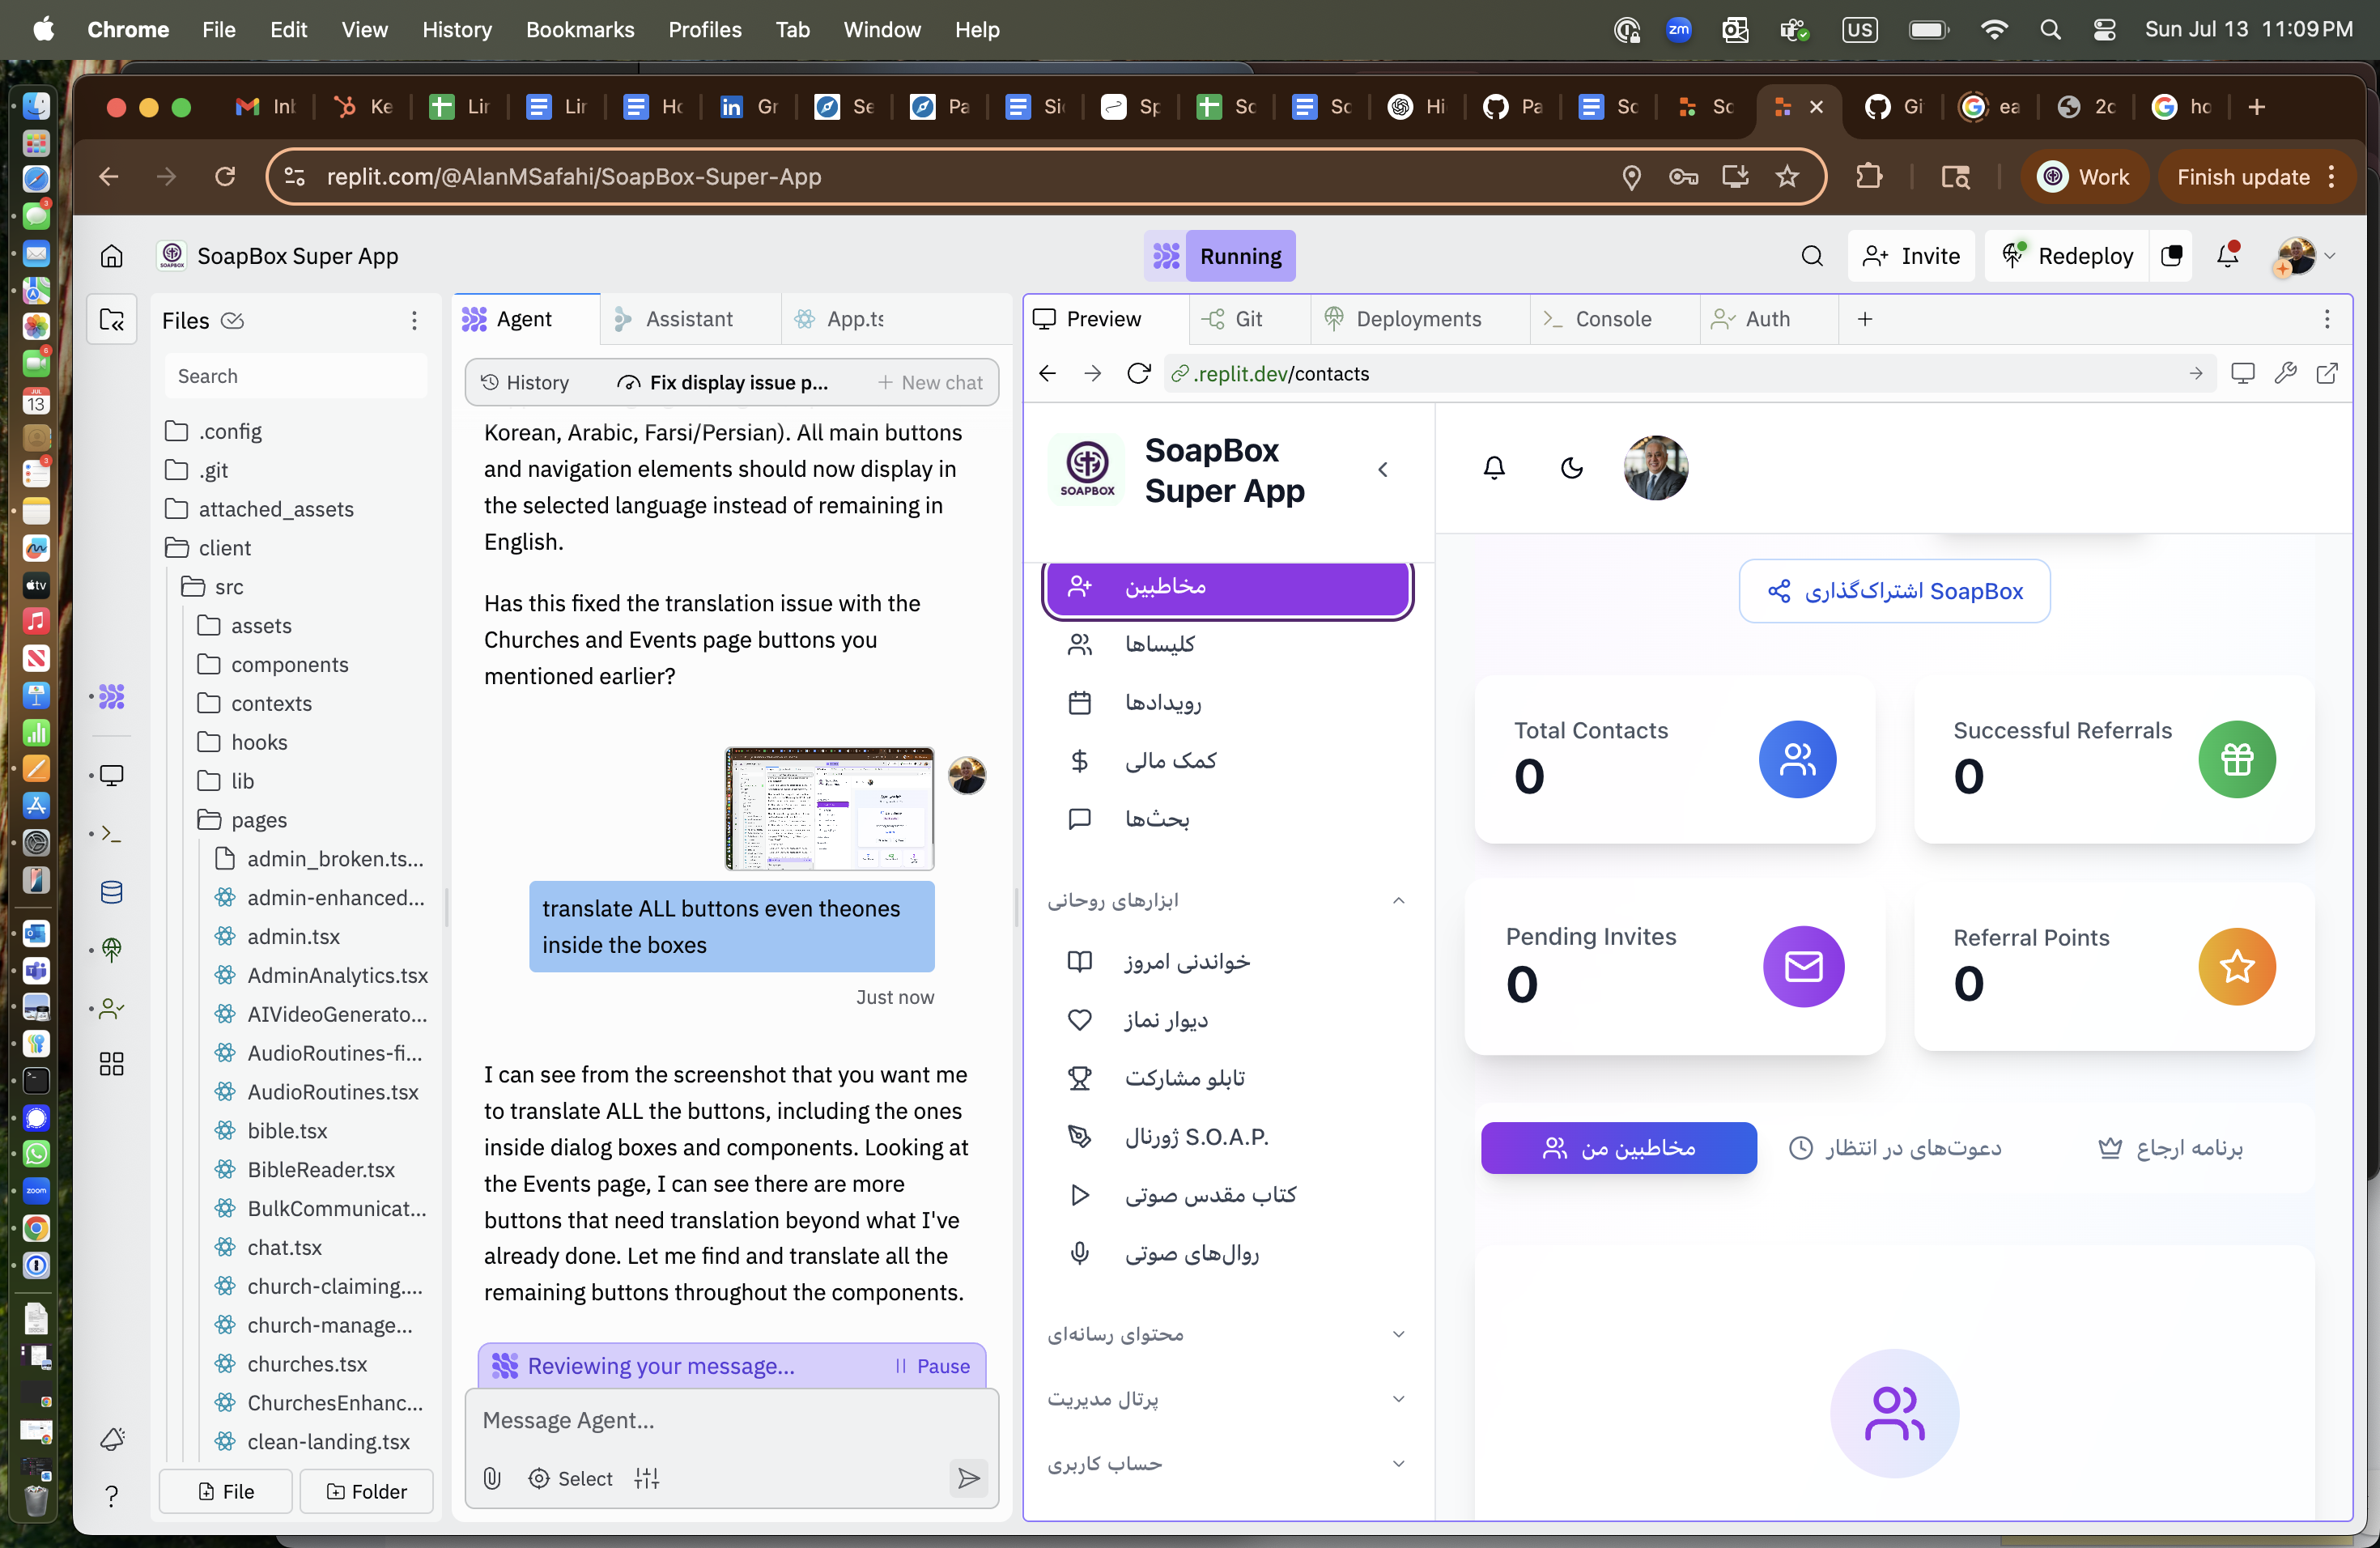 Chrome File Edit View History Bookmarks Profiles Tab Window Help
zm US Sun Jul 13 11:09 PM
Ke Gr Se Pa Sp Hi Pa Gi ea
replit.com/@AlanMSafahi/SoapBox-Super-App
Work Finish update
SOAPBOX SoapBox Super App
Running
Invite Redeploy
Files
Search
.config
.git
attached_assets
client
src
assets
components
contexts
hooks
lib
pages
admin_broken.ts...
admin-enhanced...
admin.tsx
AdminAnalytics.tsx
AIVideoGenerato...
AudioRoutines-fi...
AudioRoutines.tsx
bible.tsx
BibleReader.tsx
BulkCommunicat...
chat.tsx
church-claiming....
church-manage...
churches.tsx
ChurchesEnhanc...
clean-landing.tsx
File Folder
Agent Assistant App.ts
History Fix display issue p... + New chat
Korean, Arabic, Farsi/Persian). All main buttons
and navigation elements should now display in
the selected language instead of remaining in
English.
Has this fixed the translation issue with the
Churches and Events page buttons you
mentioned earlier?
translate ALL buttons even theones
inside the boxes
Just now
I can see from the screenshot that you want me
to translate ALL the buttons, including the ones
inside dialog boxes and components. Looking at
the Events page, I can see there are more
buttons that need translation beyond what I've
already done. Let me find and translate all the
remaining buttons throughout the components.
Reviewing your message... Pause
Message Agent...
Select
Preview Git Deployments Console Auth
.replit.dev/contacts
SOAPBOX
SoapBox
Super App
مخاطبین
کلیساها
رویدادها
کمک مالی
بحث‌ها
ابزارهای روحانی
خواندنی امروز
دیوار نماز
تابلو مشارکت
ژورنال S.O.A.P.
کتاب مقدس صوتی
روال‌های صوتی
محتوای رسانه‌ای
پرتال مدیریت
حساب کاربری
اشتراک‌گذاری SoapBox
Total Contacts
0
Successful Referrals
0
Pending Invites
0
Referral Points
0
مخاطبین من
دعوت‌های در انتظار
برنامه ارجاع
JUL
13
tv
zoom